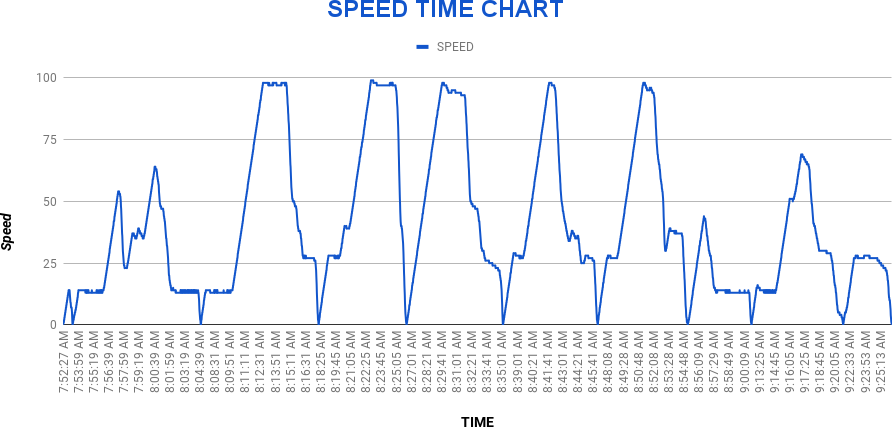 SPEED TIME CHART
SPEED
100
75
50
25
0
Speed
7:52:27 AM
7:53:59 AM
7:55:19 AM
7:56:39 AM
7:57:59 AM
7:59:19 AM
8:00:39 AM
8:01:59 AM
8:03:19 AM
8:04:39 AM
8:08:31 AM
8:09:51 AM
8:11:11 AM
8:12:31 AM
8:13:51 AM
8:15:11 AM
8:16:31 AM
8:18:25 AM
8:19:45 AM
8:21:05 AM
8:22:25 AM
8:23:45 AM
8:25:05 AM
8:27:01 AM
8:28:21 AM
8:29:41 AM
8:31:01 AM
8:32:21 AM
8:33:41 AM
8:35:01 AM
8:39:01 AM
8:40:21 AM
8:41:41 AM
8:43:01 AM
8:44:21 AM
8:45:41 AM
8:48:08 AM
8:49:28 AM
8:50:48 AM
8:52:08 AM
8:53:28 AM
8:54:48 AM
8:56:09 AM
8:57:29 AM
8:58:49 AM
9:00:09 AM
9:13:25 AM
9:14:45 AM
9:16:05 AM
9:17:25 AM
9:18:45 AM
9:20:05 AM
9:22:33 AM
9:23:53 AM
9:25:13 AM
TIME